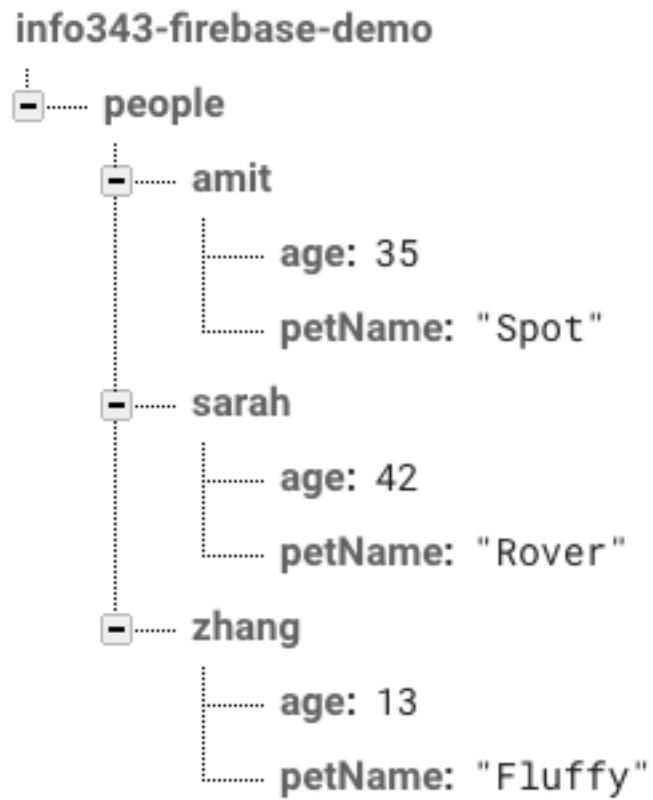 info343-firebase-demo
people
amit
age: 35
petName: "Spot"
sarah
age: 42
petName: "Rover"
zhang
age: 13
petName: "Fluffy"